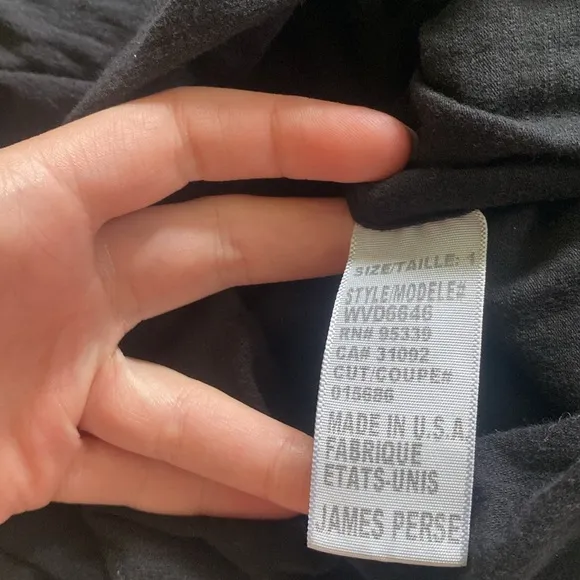 SIZE/TAILLE: 1
STYLE/MODELE#
WVD6646
RN# 95339
CA# 31092
CUT/COUPE#
015886
MADE IN U.S.A
FABRIQUE
ETATS-UNIS
JAMES PERSE